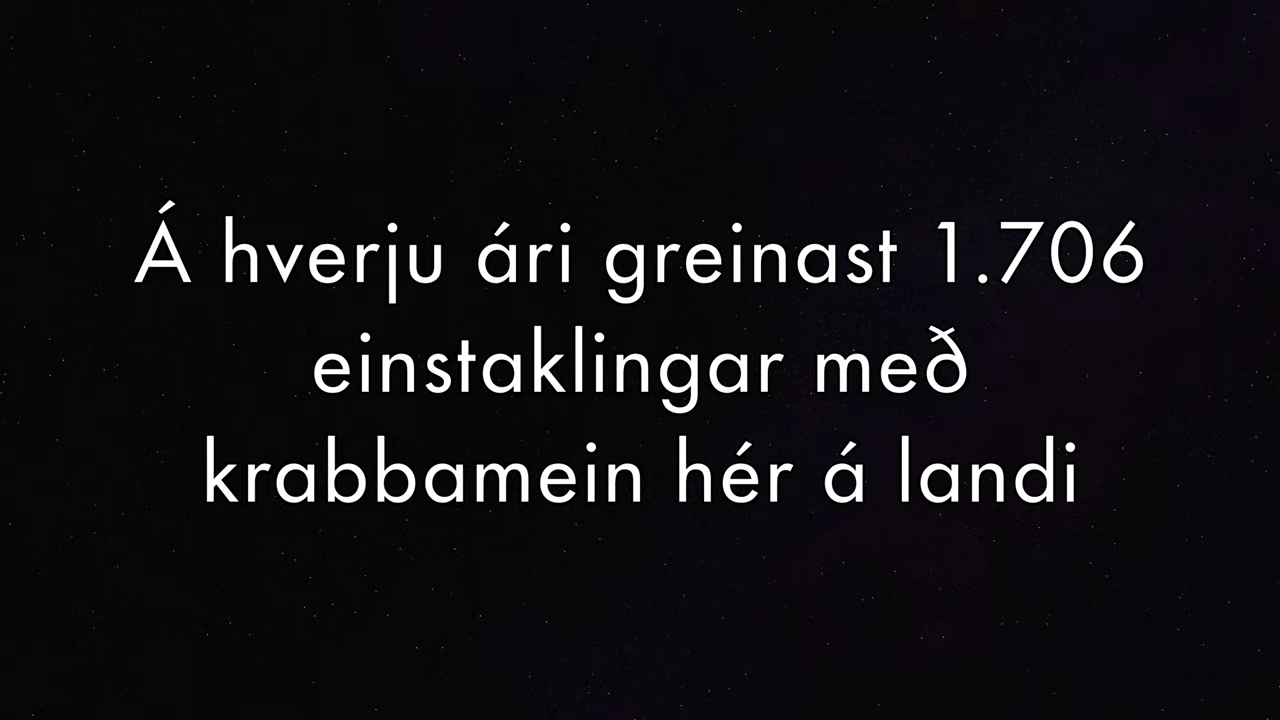 Á hverju ári greinast 1.706
einstaklingar með
krabbamein hér á landi